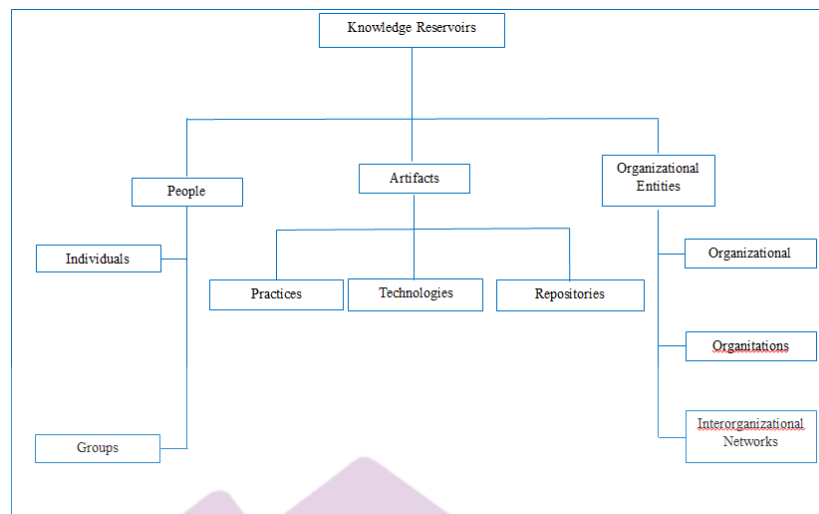 Knowledge Reservoirs
People
Artifacts
Organizational
Entities
Individuals
Groups
Practices
Technologies
Repositories
Organizational
Organitations
Interorganizational
Networks